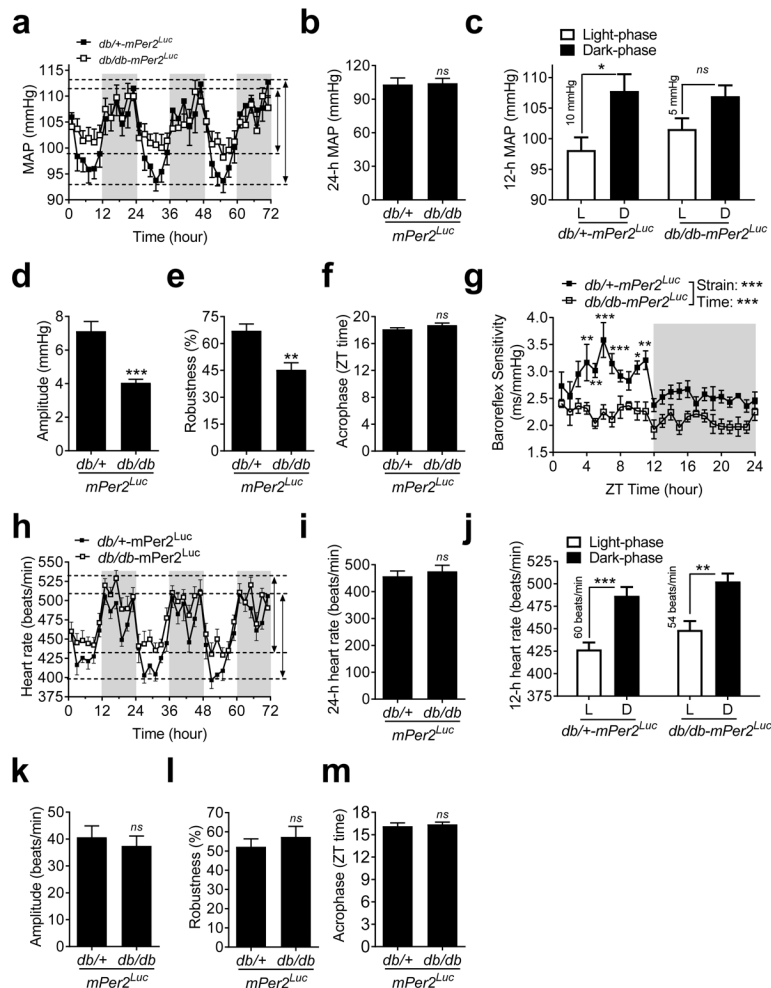 a
db/+-mPer2Luc
db/db-mPer2Luc
MAP (mmHg)
115
110
105
100
95
90
0 12 24 36 48 60 72
Time (hour)
b
24-h MAP (mmHg)
120
90
60
30
0
ns
db/+ db/db
mPer2Luc
c
Light-phase
Dark-phase
12-h MAP (mmHg)
110
105
100
95
90
10 mmHg
*
5 mmHg
ns
L D L D
db/+-mPer2Luc db/db-mPer2Luc
d
Amplitude (mmHg)
8
6
4
2
0
***
db/+ db/db
mPer2Luc
e
Robustness (%)
90
75
60
45
30
15
0
**
db/+ db/db
mPer2Luc
f
Acrophase (ZT time)
20
16
12
8
4
0
ns
db/+ db/db
mPer2Luc
g
db/+-mPer2Luc Strain: ***
db/db-mPer2Luc Time: ***
Baroreflex Sensitivity
(ms/mmHg)
4.0
3.5
3.0
2.5
2.0
1.5
**
**
***
***
*
**
0 4 8 12 16 20 24
ZT Time (hour)
h
db/+-mPer2Luc
db/db-mPer2Luc
Heart rate (beats/min)
550
525
500
475
450
425
400
375
0 12 24 36 48 60 72
Time (hour)
i
24-h heart rate (beats/min)
500
400
300
200
100
0
ns
db/+ db/db
mPer2Luc
j
Light-phase
Dark-phase
12-h heart rate (beats/min)
525
500
475
450
425
400
375
60 beats/min
***
54 beats/min
**
L D L D
db/+-mPer2Luc db/db-mPer2Luc
k
Amplitude (beats/min)
50
40
30
20
10
0
ns
db/+ db/db
mPer2Luc
l
Robustness (%)
70
60
50
40
30
20
10
0
ns
db/+ db/db
mPer2Luc
m
Acrophase (ZT time)
18
15
12
9
6
3
0
ns
db/+ db/db
mPer2Luc